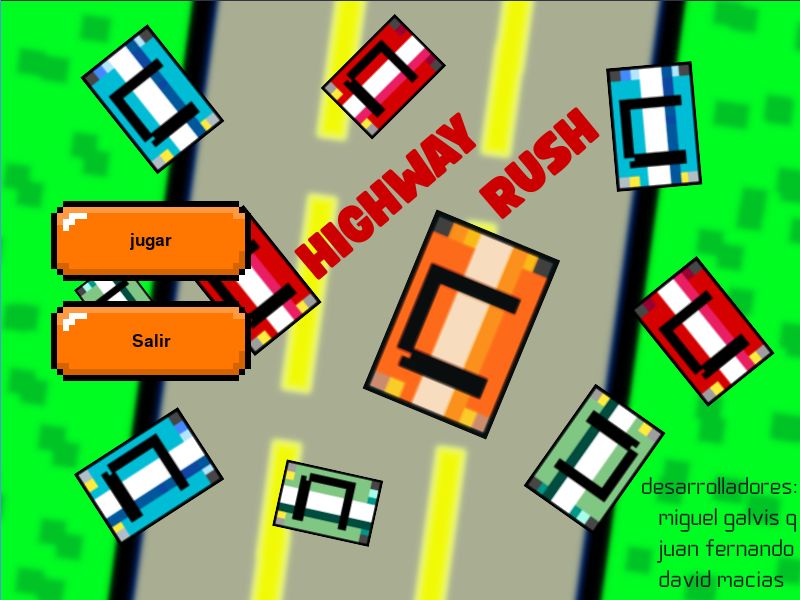 HIGHWAY
RUSH
jugar
Salir
desarrolladores:
miguel galvis q
juan fernando
david macias